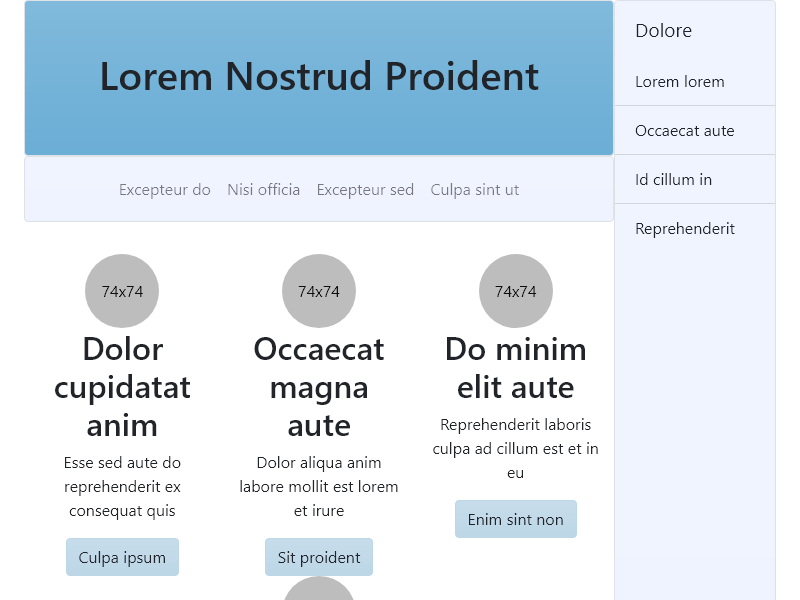 Lorem Nostrud Proident
Excepteur do Nisi officia Excepteur sed Culpa sint ut
74x74
Dolor
cupidatat
anim
Esse sed aute do
reprehenderit ex
consequat quis
Culpa ipsum
74x74
Occaecat
magna
aute
Dolor aliqua anim
labore mollit est lorem
et irure
Sit proident
74x74
Do minim
elit aute
Reprehenderit laboris
culpa ad cillum est et in
eu
Enim sint non
Dolore
Lorem lorem
Occaecat aute
Id cillum in
Reprehenderit